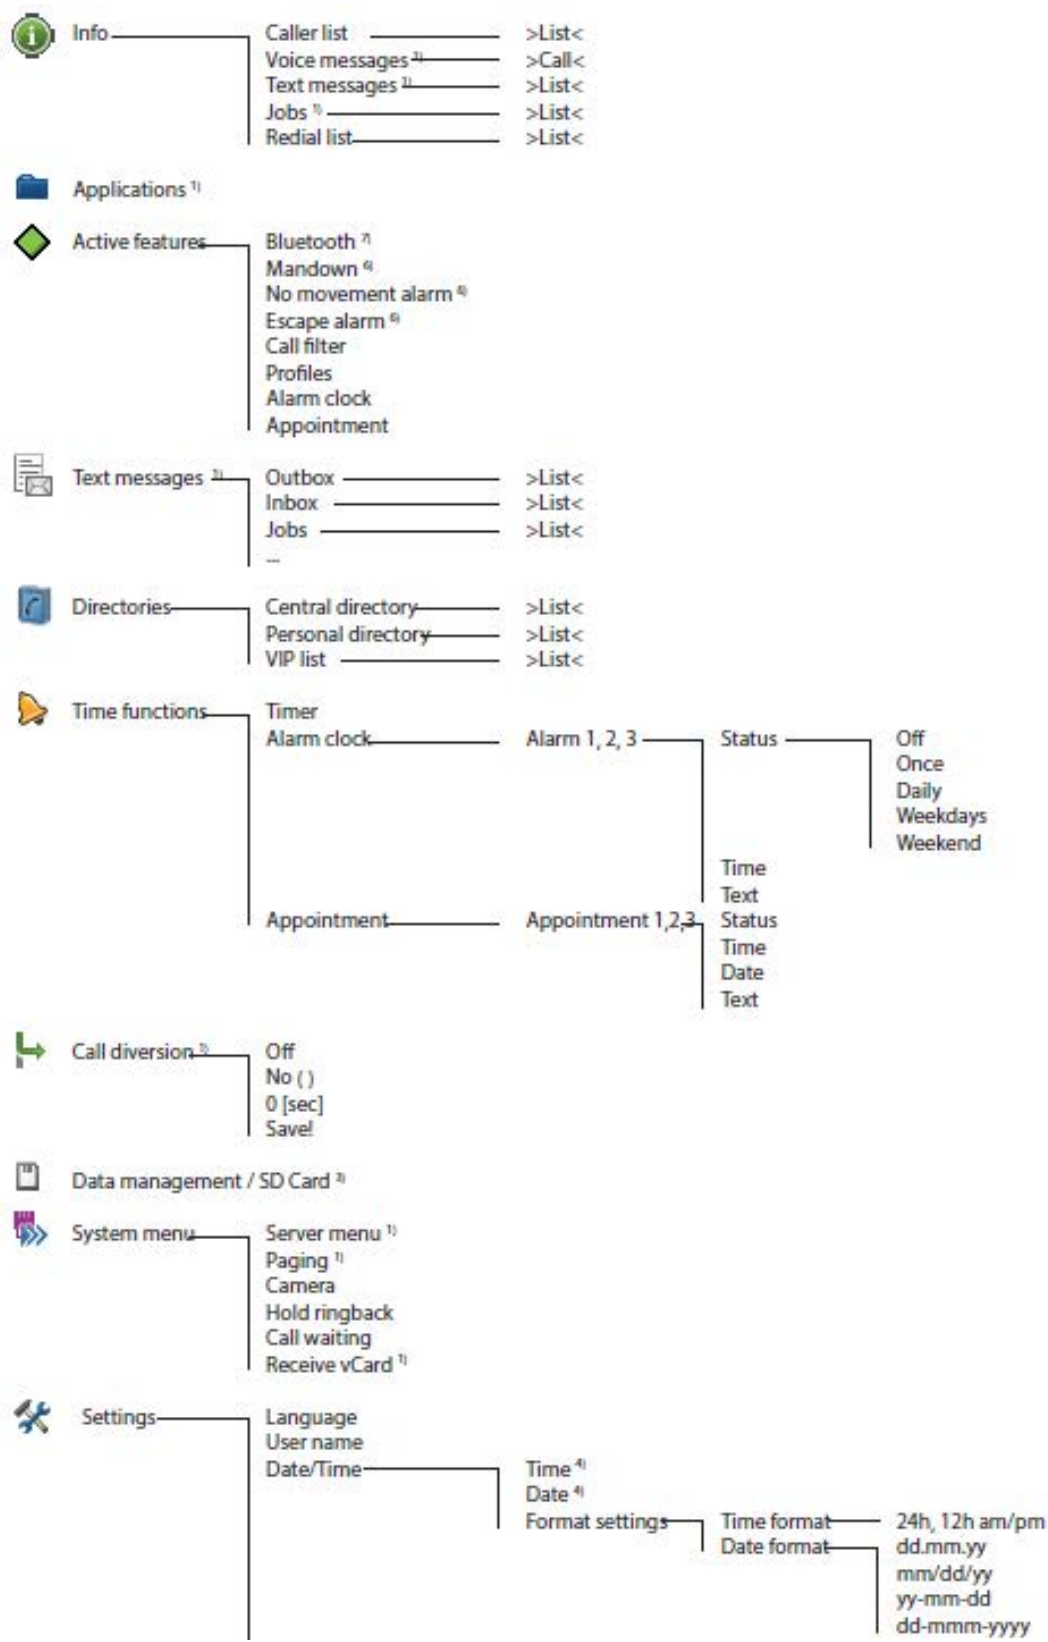 Info Caller list >List<
Voice messages 1) >Call<
Text messages 1) >List<
Jobs 1) >List<
Redial list >List<
Applications 1)
Active features Bluetooth 7)
Mandown 6)
No movement alarm 6)
Escape alarm 6)
Call filter
Profiles
Alarm clock
Appointment
Text messages 1) Outbox >List<
Inbox >List<
Jobs >List<
...
Directories Central directory >List<
Personal directory >List<
VIP list >List<
Time functions Timer
Alarm clock Alarm 1, 2, 3 Status Off
Once
Daily
Weekdays
Weekend
Time
Text
Appointment Appointment 1,2,3 Status
Time
Date
Text
Call diversion Off
No ( )
0 [sec]
Save!
Data management / SD Card 3)
System menu Server menu 1)
Paging 1)
Camera
Hold ringback
Call waiting
Receive vCard 1)
Settings Language
User name
Date/Time Time 4)
Date 4)
Format settings Time format 24h, 12h am/pm
Date format dd.mm.yy
mm/dd/yy
yy-mm-dd
dd-mmm-yyyy